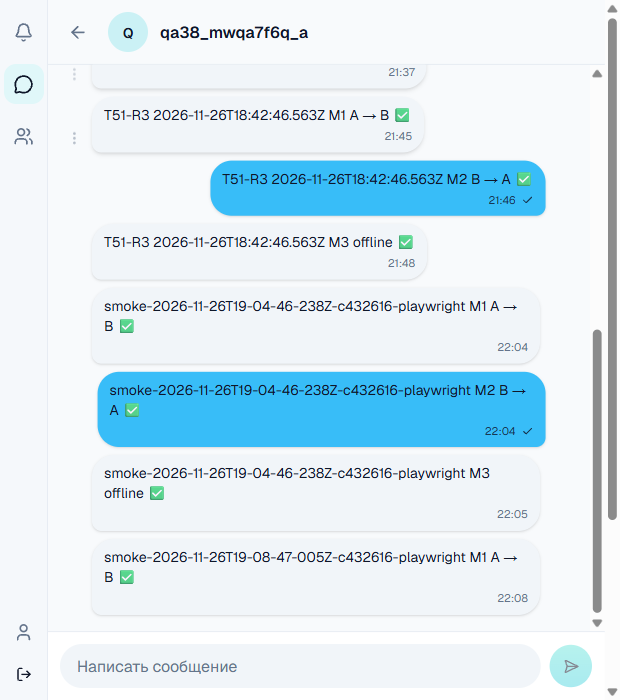 Q
qa38_mwqa7f6q_a
21:37
T51-R3 2026-11-26T18:42:46.563Z M1 A → B ✅
21:45
T51-R3 2026-11-26T18:42:46.563Z M2 B → A ✅
21:46 ✓
T51-R3 2026-11-26T18:42:46.563Z M3 offline ✅
21:48
smoke-2026-11-26T19-04-46-238Z-c432616-playwright M1 A →
B ✅
22:04
smoke-2026-11-26T19-04-46-238Z-c432616-playwright M2 B →
A ✅
22:04 ✓
smoke-2026-11-26T19-04-46-238Z-c432616-playwright M3
offline ✅
22:05
smoke-2026-11-26T19-08-47-005Z-c432616-playwright M1 A →
B ✅
22:08
Написать сообщение